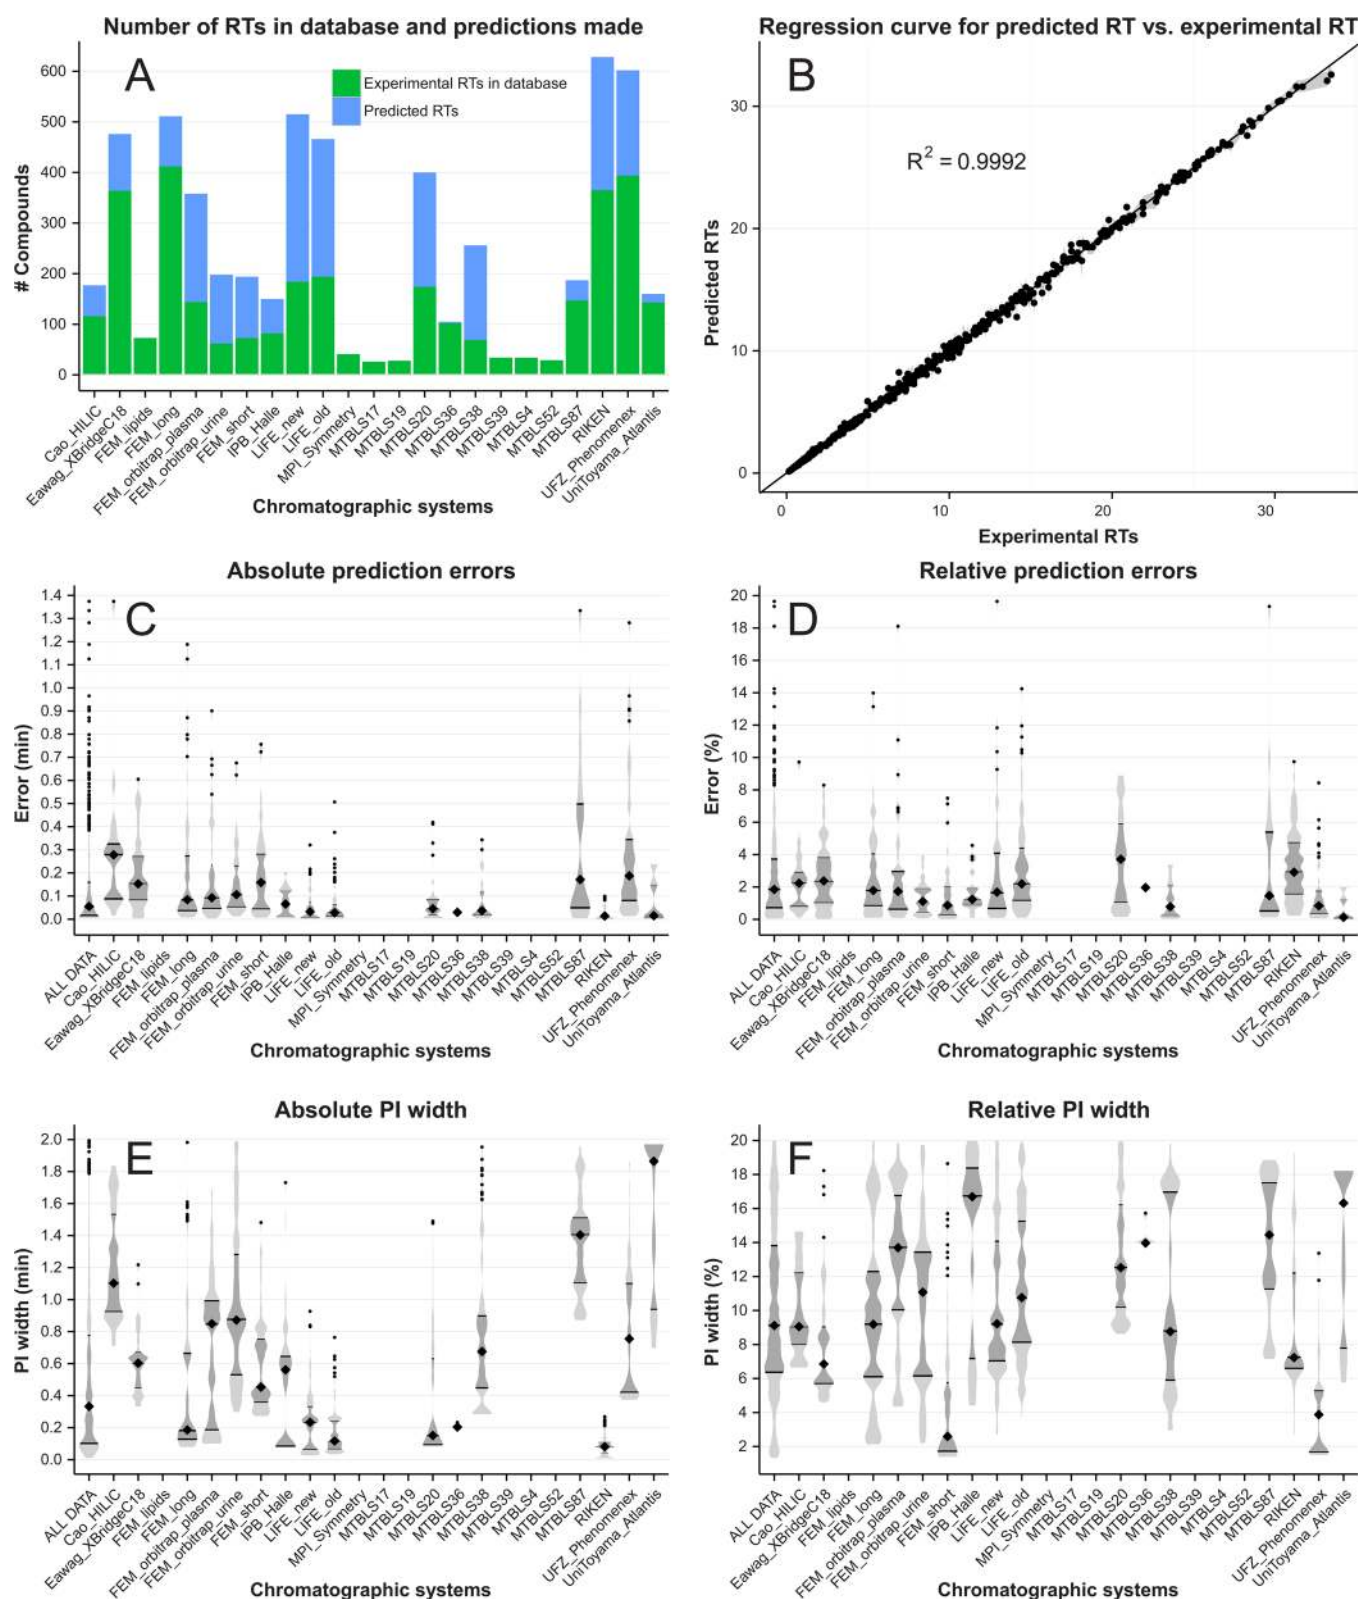 Number of RTs in database and predictions made
A
Experimental RTs in database
Predicted RTs
# Compounds
600
500
400
300
200
100
0
Cao_HILIC
Eawag_XBridgeC18
FEM_lipids
FEM_long
FEM_orbitrap_plasma
FEM_orbitrap_urine
FEM_short
IPB_Halle
LIFE_new
LIFE_old
MPI_Symmetry
MTBLS17
MTBLS19
MTBLS20
MTBLS36
MTBLS38
MTBLS39
MTBLS4
MTBLS52
MTBLS87
RIKEN
UFZ_Phenomenex
UniToyama_Atlantis
Chromatographic systems
Regression curve for predicted RT vs. experimental RT
B
R² = 0.9992
Predicted RTs
30
20
10
0
0 10 20 30
Experimental RTs
Absolute prediction errors
C
Error (min)
1.4
1.3
1.2
1.1
1.0
0.9
0.8
0.7
0.6
0.5
0.4
0.3
0.2
0.1
0.0
ALL DATA
Cao_HILIC
Eawag_XBridgeC18
FEM_lipids
FEM_long
FEM_orbitrap_plasma
FEM_orbitrap_urine
FEM_short
IPB_Halle
LIFE_new
LIFE_old
MPI_Symmetry
MTBLS17
MTBLS19
MTBLS20
MTBLS36
MTBLS38
MTBLS39
MTBLS4
MTBLS52
MTBLS87
RIKEN
UFZ_Phenomenex
UniToyama_Atlantis
Chromatographic systems
Relative prediction errors
D
Error (%)
20
18
16
14
12
10
8
6
4
2
0
ALL DATA
Cao_HILIC
Eawag_XBridgeC18
FEM_lipids
FEM_long
FEM_orbitrap_plasma
FEM_orbitrap_urine
FEM_short
IPB_Halle
LIFE_new
LIFE_old
MPI_Symmetry
MTBLS17
MTBLS19
MTBLS20
MTBLS36
MTBLS38
MTBLS39
MTBLS4
MTBLS52
MTBLS87
RIKEN
UFZ_Phenomenex
UniToyama_Atlantis
Chromatographic systems
Absolute PI width
E
PI width (min)
2.0
1.8
1.6
1.4
1.2
1.0
0.8
0.6
0.4
0.2
0.0
ALL DATA
Cao_HILIC
Eawag_XBridgeC18
FEM_lipids
FEM_long
FEM_orbitrap_plasma
FEM_orbitrap_urine
FEM_short
IPB_Halle
LIFE_new
LIFE_old
MPI_Symmetry
MTBLS17
MTBLS19
MTBLS20
MTBLS36
MTBLS38
MTBLS39
MTBLS4
MTBLS52
MTBLS87
RIKEN
UFZ_Phenomenex
UniToyama_Atlantis
Chromatographic systems
Relative PI width
F
PI width (%)
20
18
16
14
12
10
8
6
4
2
ALL DATA
Cao_HILIC
Eawag_XBridgeC18
FEM_lipids
FEM_long
FEM_orbitrap_plasma
FEM_orbitrap_urine
FEM_short
IPB_Halle
LIFE_new
LIFE_old
MPI_Symmetry
MTBLS17
MTBLS19
MTBLS20
MTBLS36
MTBLS38
MTBLS39
MTBLS4
MTBLS52
MTBLS87
RIKEN
UFZ_Phenomenex
UniToyama_Atlantis
Chromatographic systems